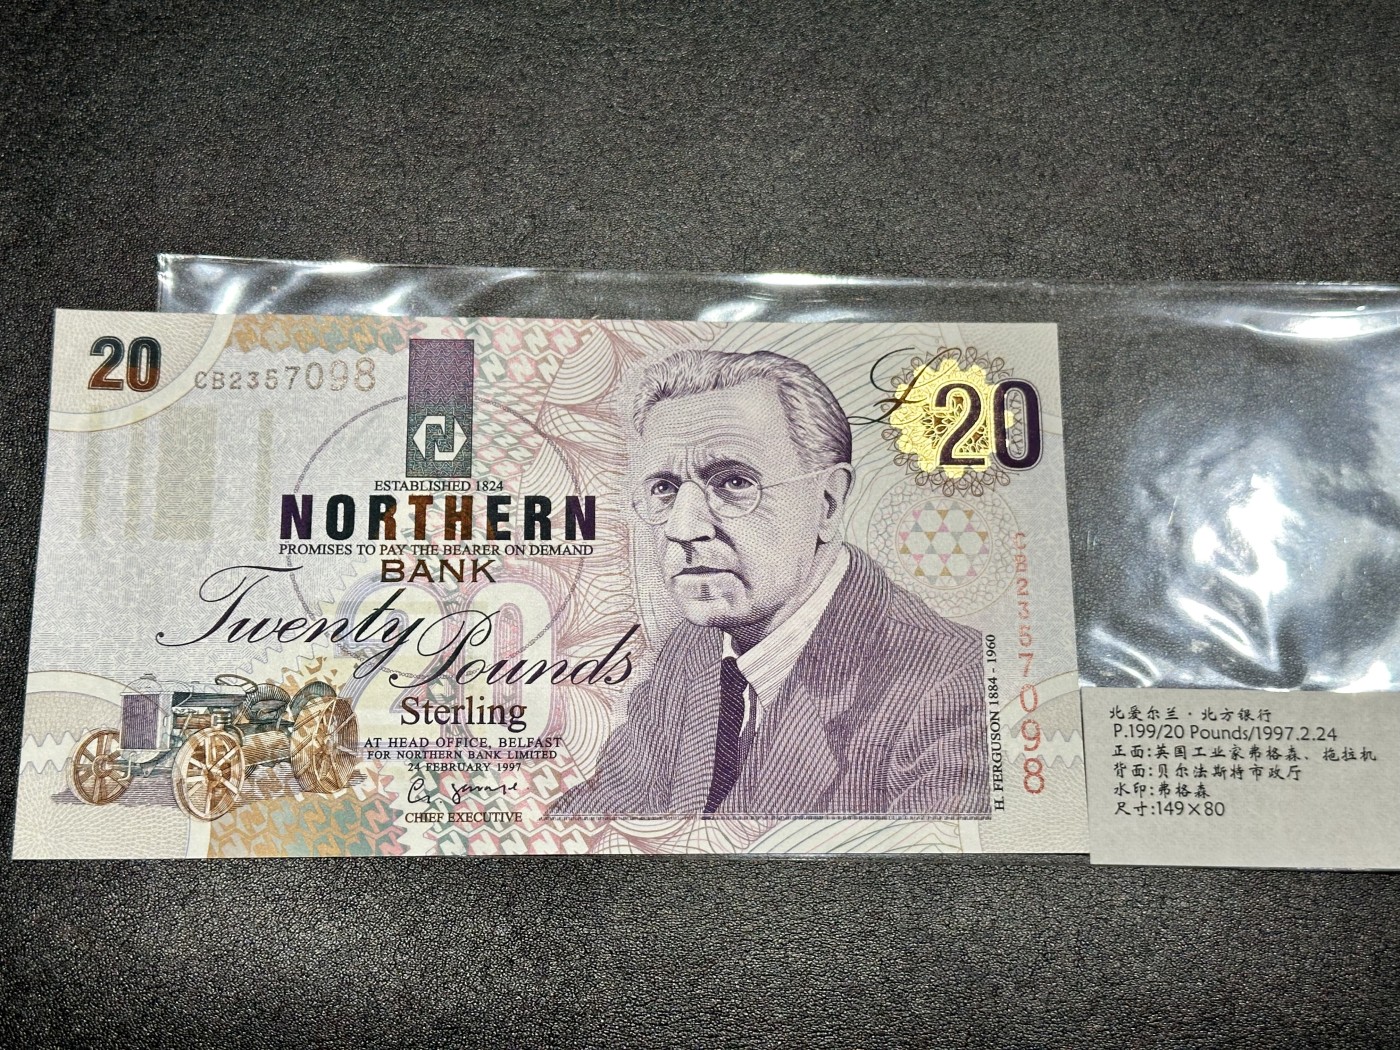 20
CB2357098
£20
ESTABLISHED 1824
NORTHERN
PROMISES TO PAY THE BEARER ON DEMAND
BANK
Twenty Pounds
20
Sterling
AT HEAD OFFICE, BELFAST
FOR NORTHERN BANK LIMITED
24 FEBRUARY 1997
CHIEF EXECUTIVE
H. FERGUSON 1884 - 1960
CB2357098
北爱尔兰·北方银行
P.199/20 Pounds/1997.2.24
正面:英国工业家弗格森、拖拉机
背面:贝尔法斯特市政厅
水印:弗格森
尺寸:149×80